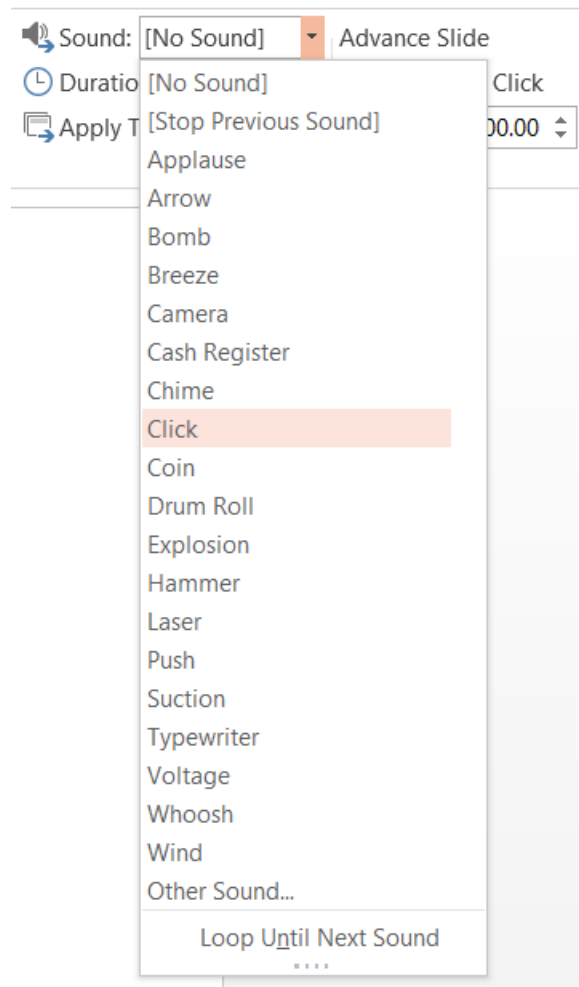 Sound: [No Sound] Advance Slide
Duratio [No Sound] Click
Apply T [Stop Previous Sound] 00.00
Applause
Arrow
Bomb
Breeze
Camera
Cash Register
Chime
Click
Coin
Drum Roll
Explosion
Hammer
Laser
Push
Suction
Typewriter
Voltage
Whoosh
Wind
Other Sound...
Loop Until Next Sound